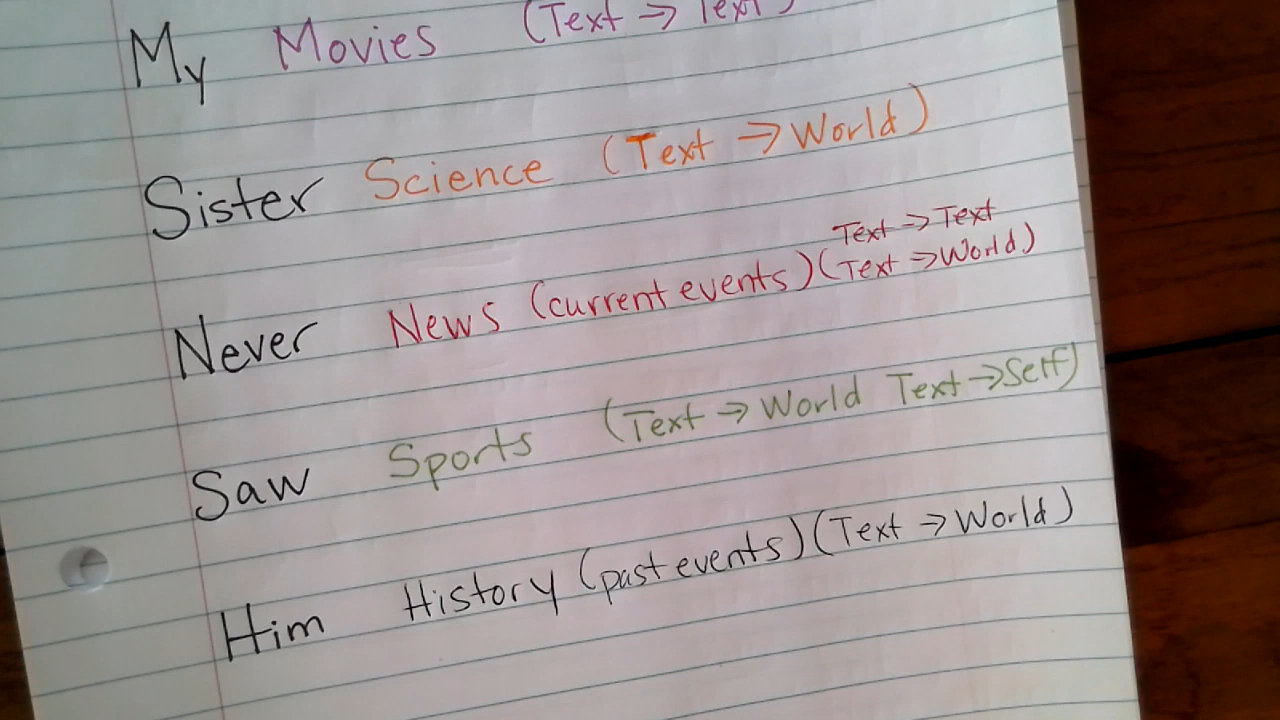 My Movies (Text → Text)
Sister Science (Text → World)
Text → Text
Never News (current events) (Text → World)
Saw Sports (Text → World Text → Self)
Him History (past events) (Text → World)